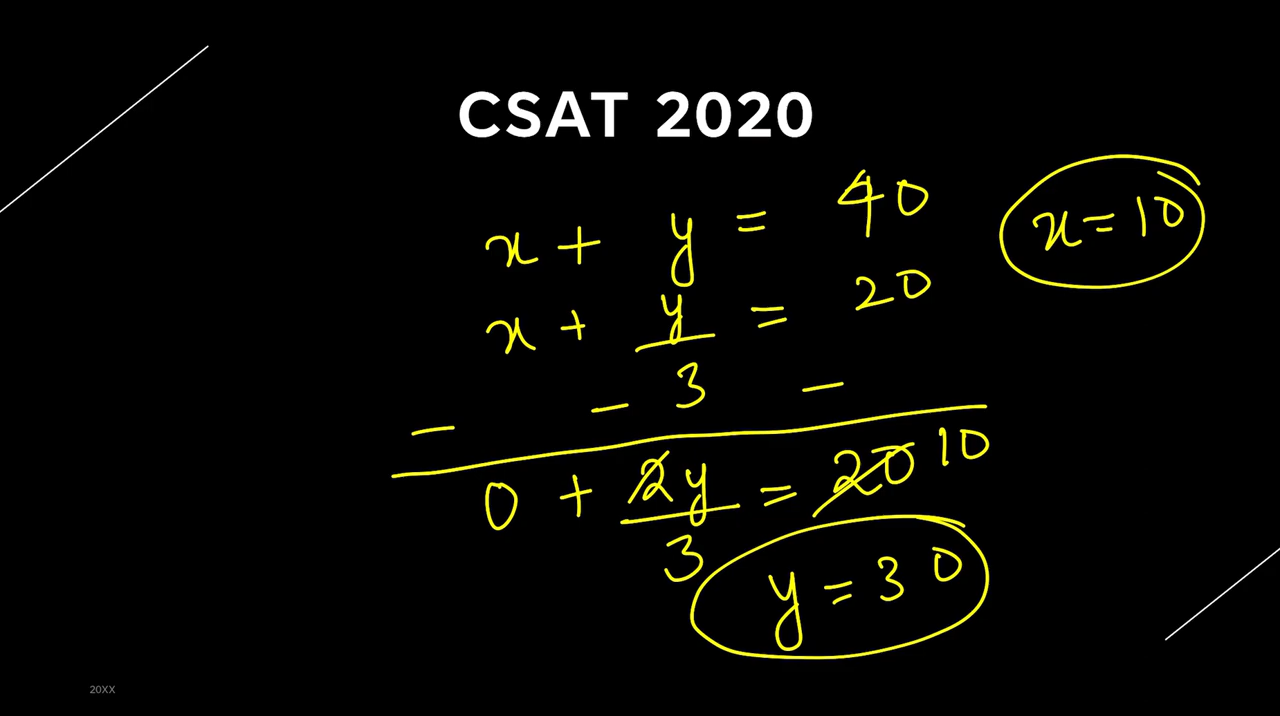 CSAT 2020
x + y = 40
x = 10
x + y/3 = 20
- - -
0 + 2y/3 = 20 10
y = 30
20XX